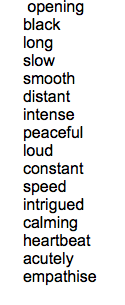 opening
black
long
slow
smooth
distant
intense
peaceful
loud
constant
speed
intrigued
calming
heartbeat
acutely
empathise